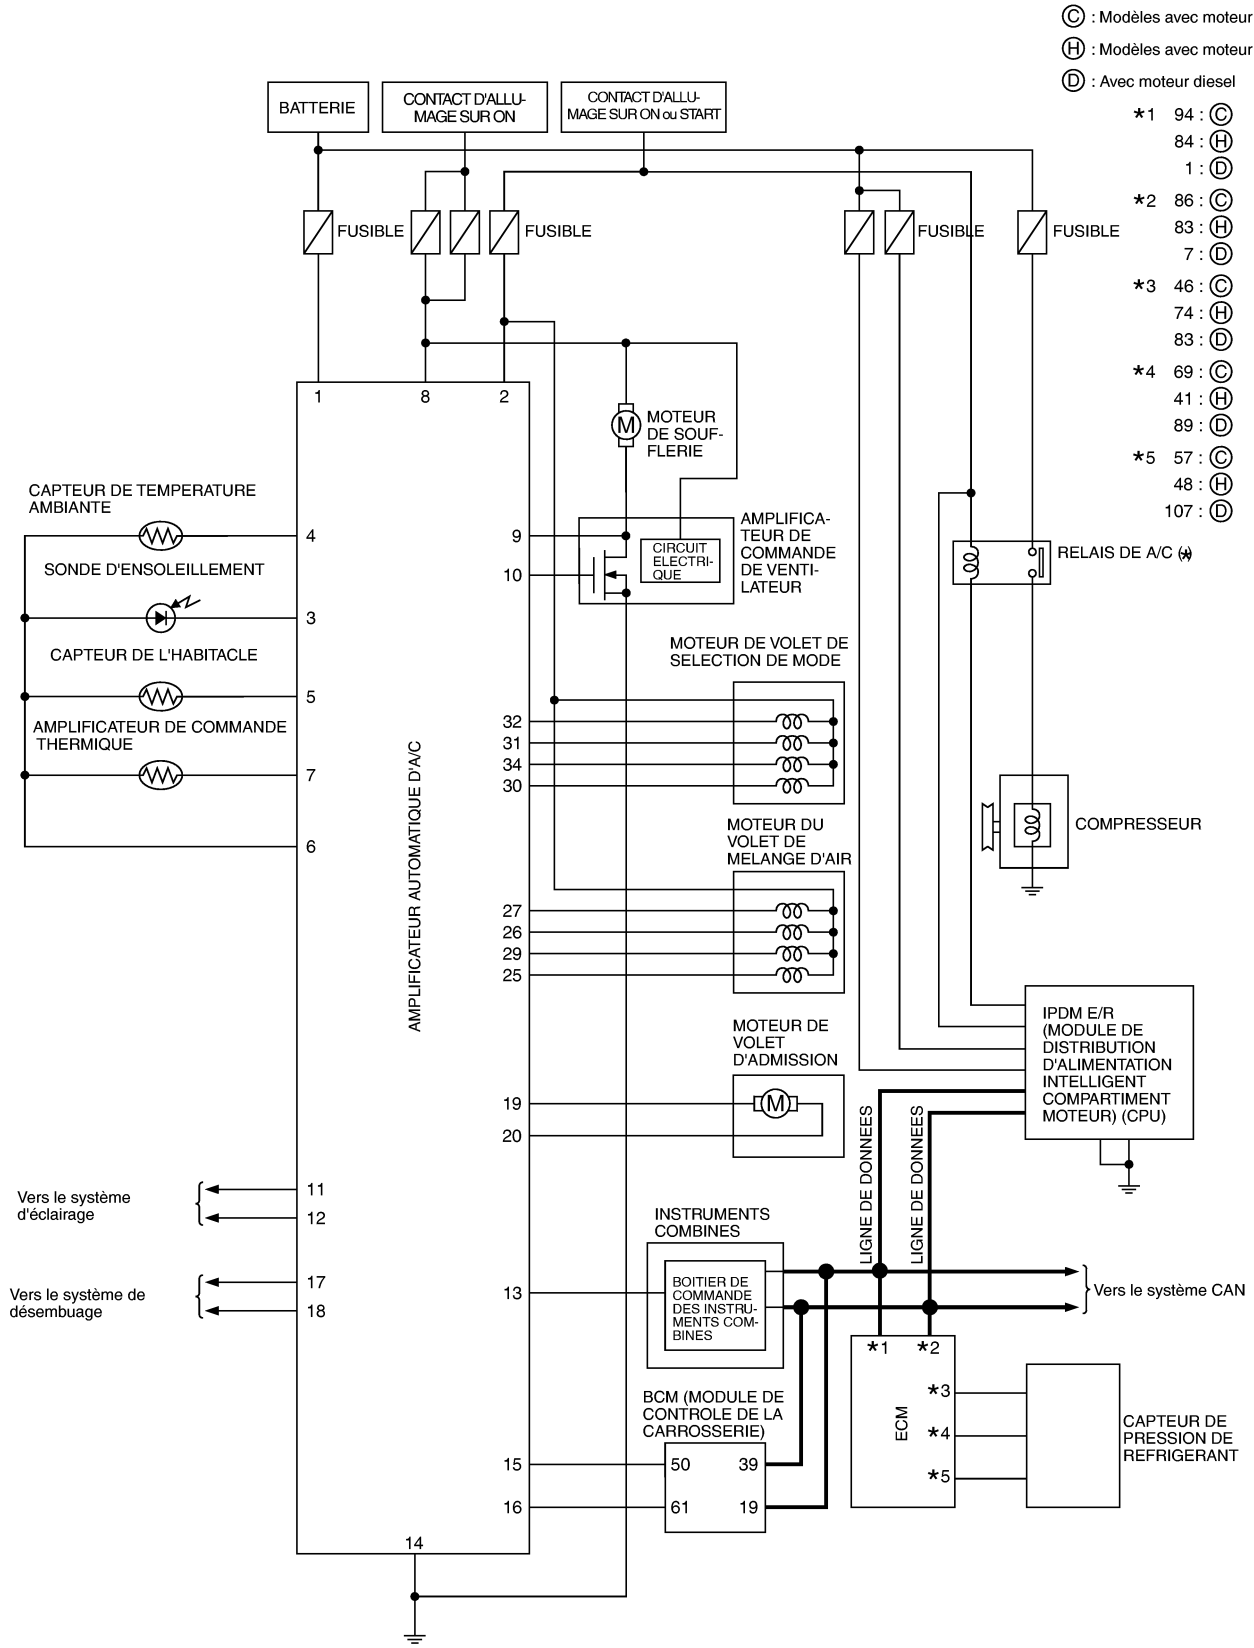 C : Modèles avec moteur
H : Modèles avec moteur
D : Avec moteur diesel
*1 94 : C
84 : H
1 : D
*2 86 : C
83 : H
7 : D
*3 46 : C
74 : H
83 : D
*4 69 : C
41 : H
89 : D
*5 57 : C
48 : H
107 : D
BATTERIE
CONTACT D'ALLU-
MAGE SUR ON
CONTACT D'ALLU-
MAGE SUR ON ou START
FUSIBLE
FUSIBLE
FUSIBLE
FUSIBLE
1
8
2
M
MOTEUR
DE SOUF-
FLERIE
CAPTEUR DE TEMPERATURE
AMBIANTE
4
SONDE D'ENSOLEILLEMENT
3
CAPTEUR DE L'HABITACLE
5
AMPLIFICATEUR DE COMMANDE
THERMIQUE
7
6
AMPLIFICATEUR AUTOMATIQUE D'A/C
9
10
CIRCUIT
ELECTRI-
QUE
AMPLIFICA-
TEUR DE
COMMANDE
DE VENTI-
LATEUR
RELAIS DE A/C (*)
MOTEUR DE VOLET DE
SELECTION DE MODE
32
31
34
30
COMPRESSEUR
MOTEUR DU
VOLET DE
MELANGE D'AIR
27
26
29
25
MOTEUR DE
VOLET
D'ADMISSION
19
20
M
IPDM E/R
(MODULE DE
DISTRIBUTION
D'ALIMENTATION
INTELLIGENT
COMPARTIMENT
MOTEUR) (CPU)
LIGNE DE DONNEES
LIGNE DE DONNEES
Vers le système
d'éclairage
11
12
Vers le système de
désembuage
17
18
INSTRUMENTS
COMBINES
13
BOITIER DE
COMMANDE
DES INSTRU-
MENTS COM-
BINES
Vers le système CAN
BCM (MODULE DE
CONTROLE DE LA
CARROSSERIE)
15
50 39
16
61 19
*1 *2
*3
*4
*5
ECM
CAPTEUR DE
PRESSION DE
REFRIGERANT
14